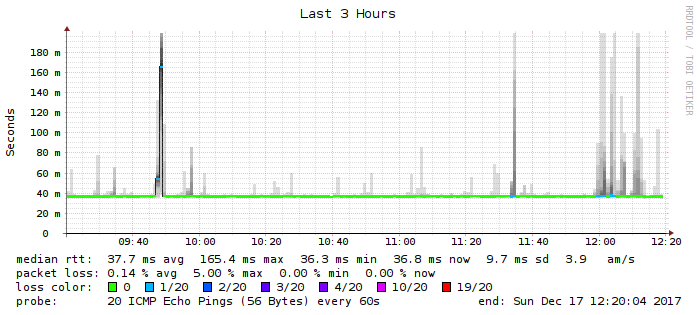 Last 3 Hours
RRDTOOL / TOBI OETIKER
Seconds
180 m
160 m
140 m
120 m
100 m
80 m
60 m
40 m
20 m
0
09:40 10:00 10:20 10:40 11:00 11:20 11:40 12:00 12:20
median rtt: 37.7 ms avg 165.4 ms max 36.3 ms min 36.8 ms now 9.7 ms sd 3.9 am/s
packet loss: 0.14 % avg 5.00 % max 0.00 % min 0.00 % now
loss color: 0 1/20 2/20 3/20 4/20 10/20 19/20
probe: 20 ICMP Echo Pings (56 Bytes) every 60s end: Sun Dec 17 12:20:04 2017